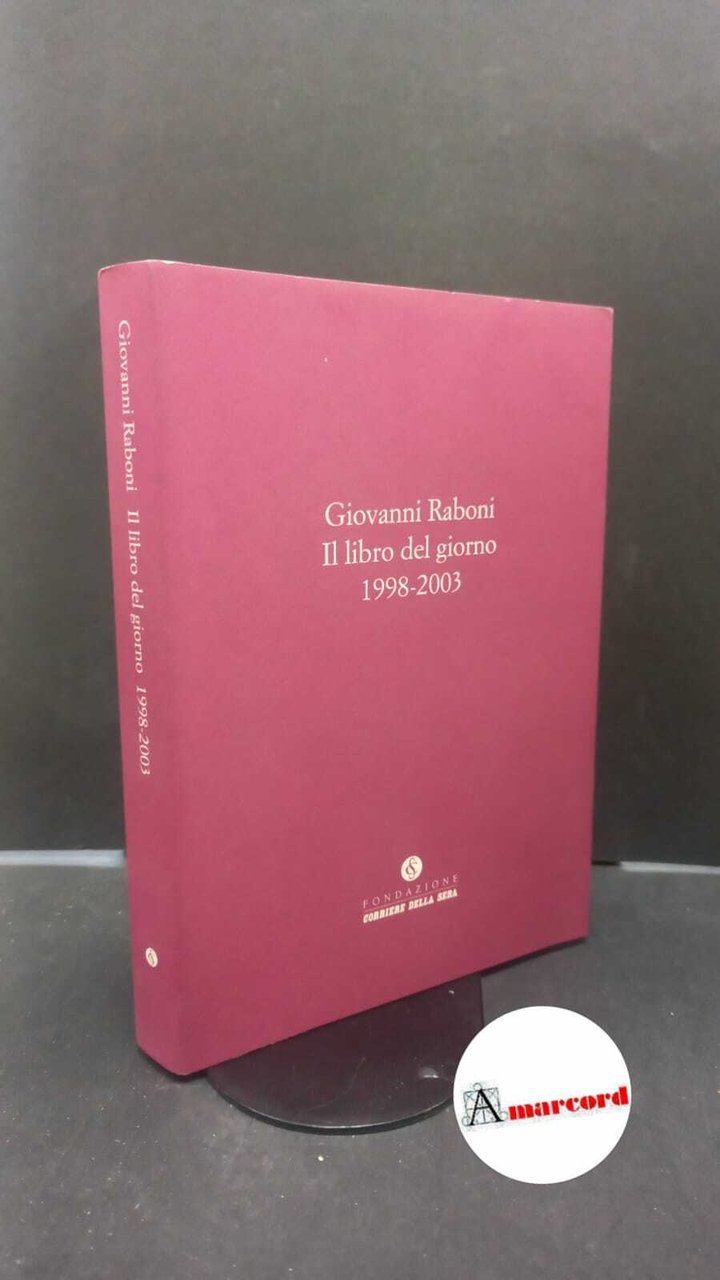 Giovanni Raboni Il libro del giorno 1998-2003
Giovanni Raboni
Il libro del giorno
1998-2003
FONDAZIONE
CORRIERE DELLA SERA
Amarcord